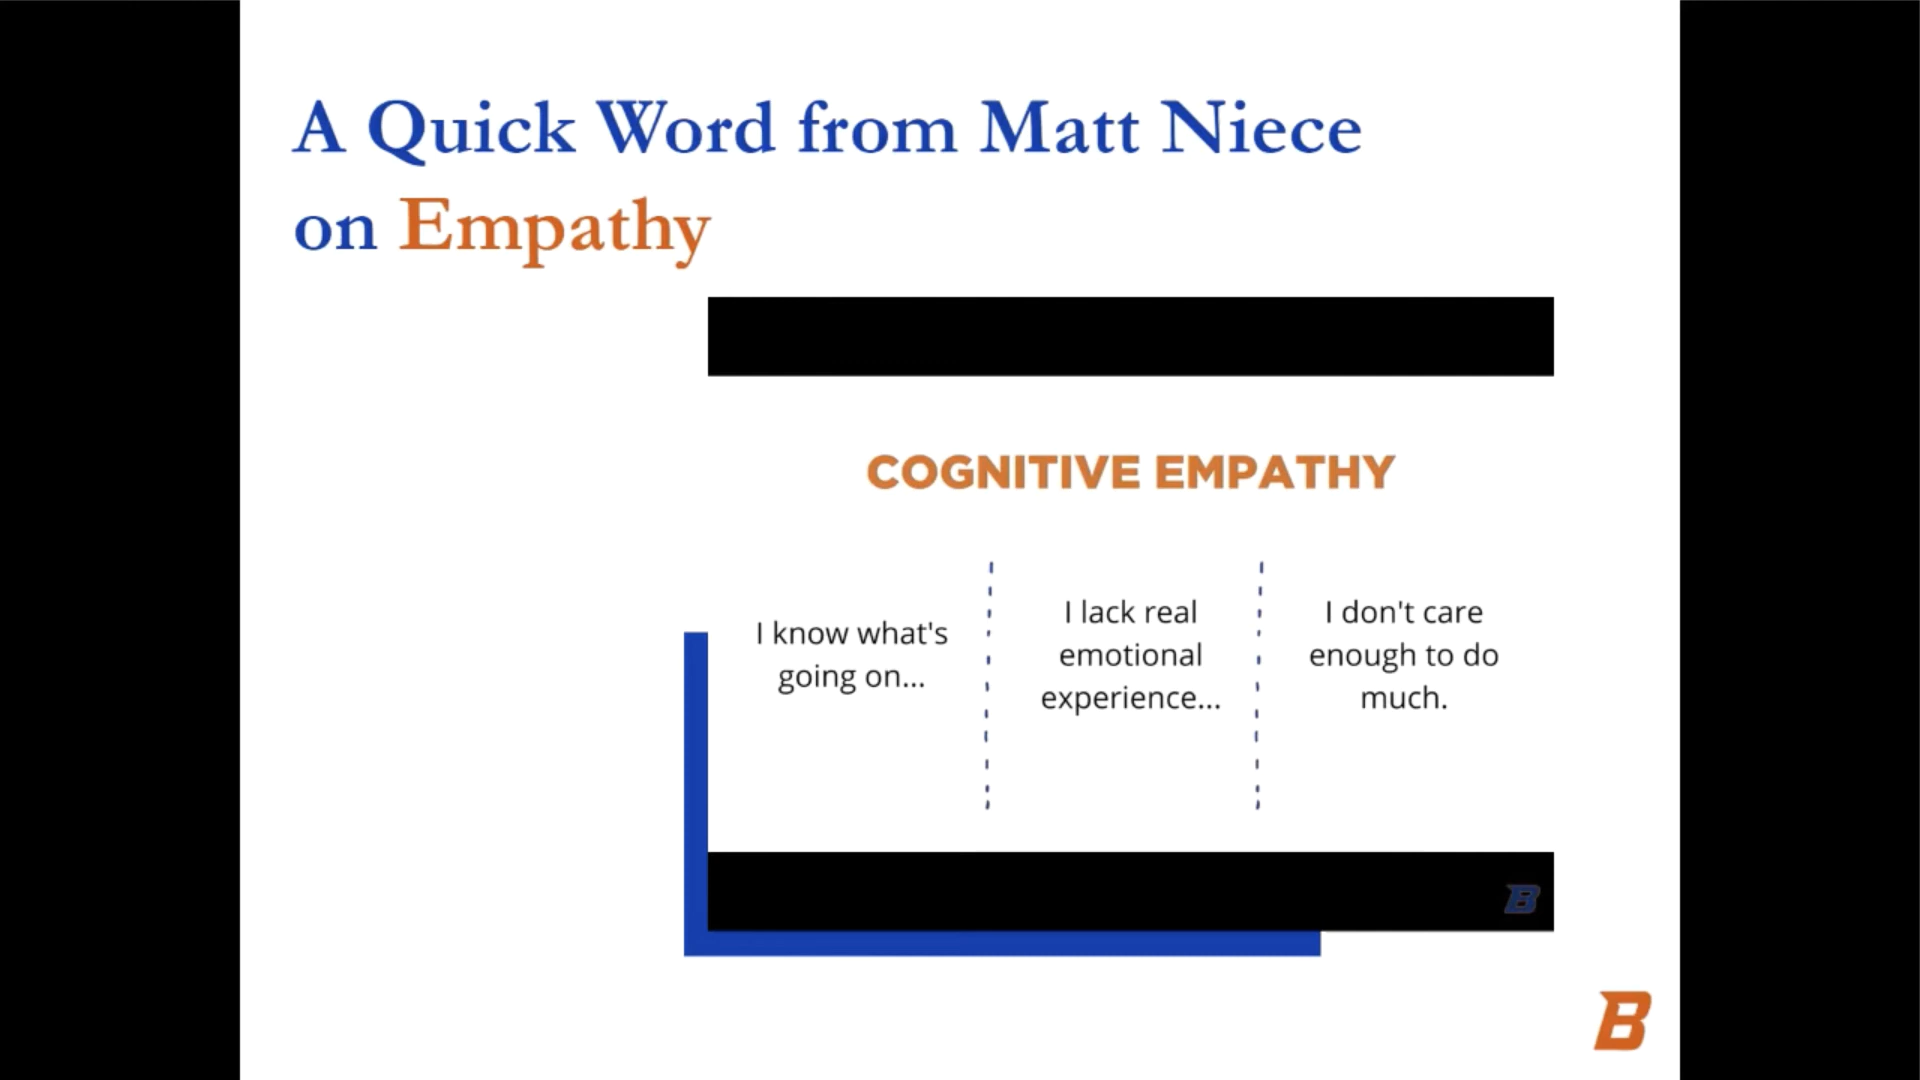 A Quick Word from Matt Niece
on Empathy
COGNITIVE EMPATHY
I know what's
going on...
I lack real
emotional
experience...
I don't care
enough to do
much.
B
B